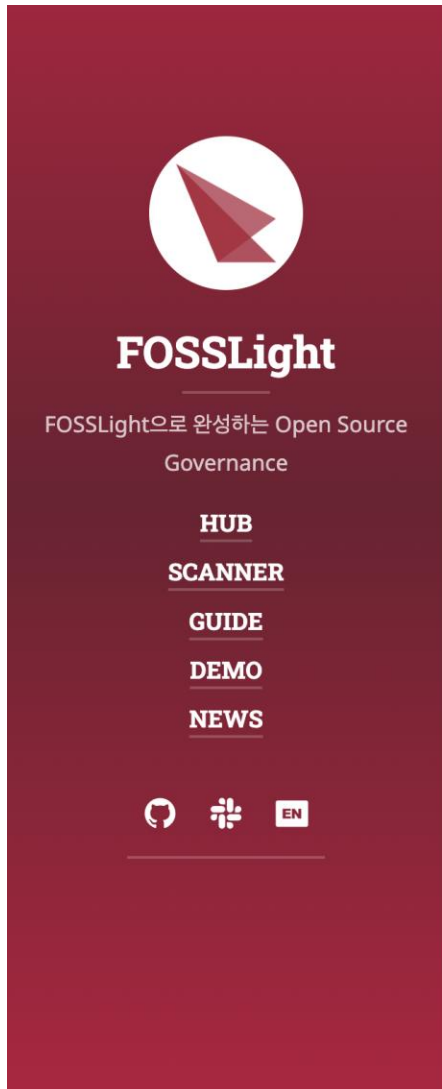 FOSSLight
FOSSLight으로 완성하는 Open Source
Governance
HUB
SCANNER
GUIDE
DEMO
NEWS
EN